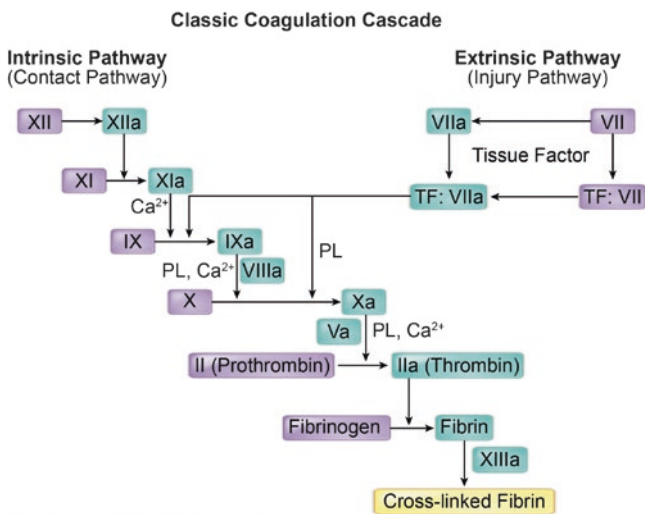 Classic Coagulation Cascade
Intrinsic Pathway
(Contact Pathway)
Extrinsic Pathway
(Injury Pathway)
XII
XIIa
VIIa
VII
Tissue Factor
XI
XIa
TF: VIIa
TF: VII
Ca²⁺
IX
IXa
PL
PL, Ca²⁺
VIIIa
X
Xa
Va
PL, Ca²⁺
II (Prothrombin)
IIa (Thrombin)
Fibrinogen
Fibrin
XIIIa
Cross-linked Fibrin